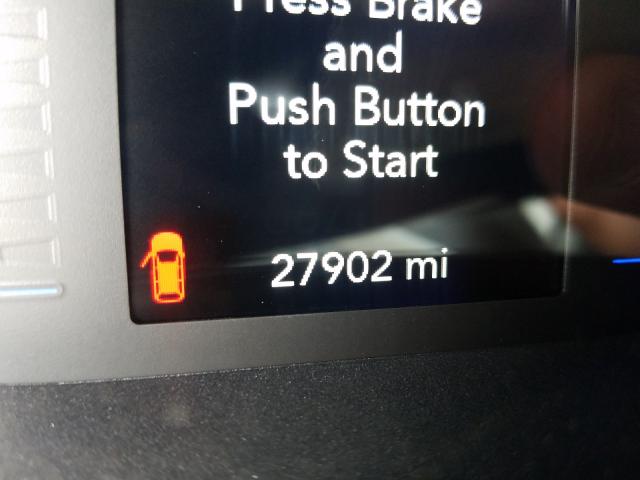 Press Brake
and
Push Button
to Start
27902 mi